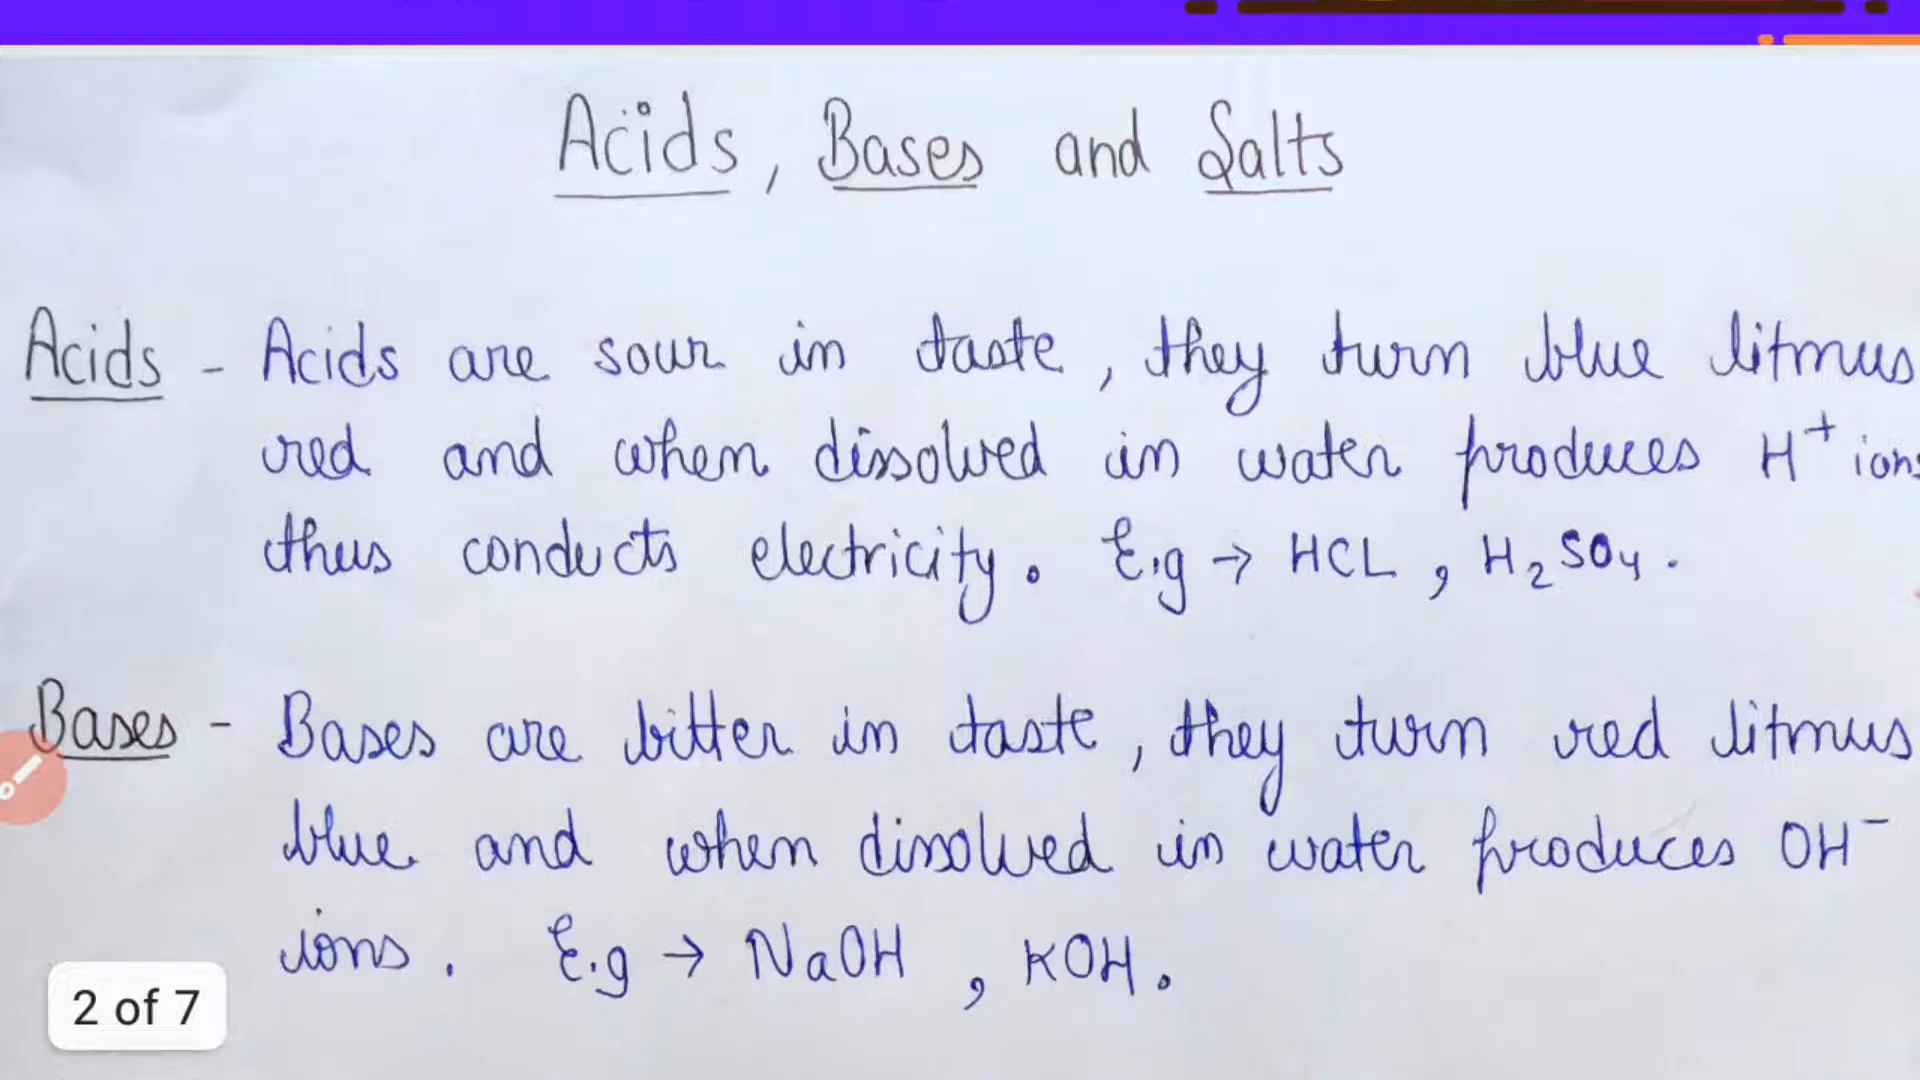 Acids, Bases and Salts
Acids - Acids are sour in taste, they turn blue litmus
red and when dissolved in water produces H⁺ ions
thus conducts electricity. E.g → HCL, H₂SO₄.
Bases - Bases are bitter in taste, they turn red litmus
blue and when dissolved in water produces OH⁻
ions. E.g → NaOH, KOH.
2 of 7